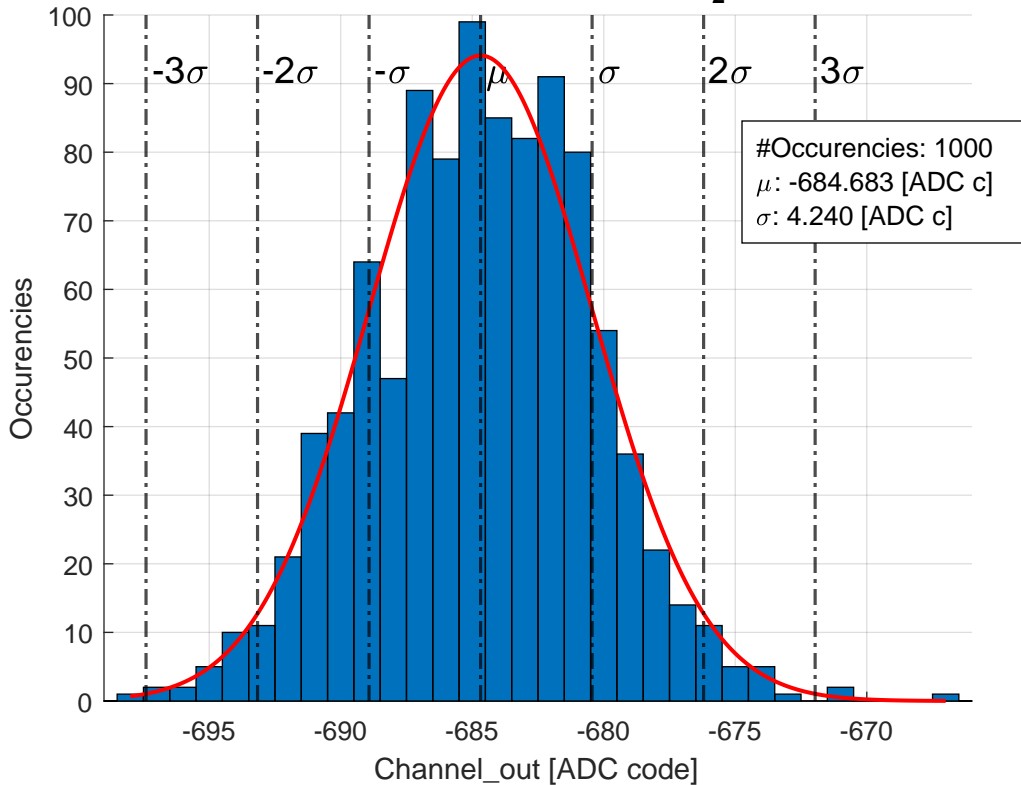 2
100
90
80
70
60
50
40
30
20
10
0
Occurencies
-3σ -2σ -σ μ σ 2σ 3σ
#Occurencies: 1000
μ: -684.683 [ADC c]
σ: 4.240 [ADC c]
-695 -690 -685 -680 -675 -670
Channel_out [ADC code]